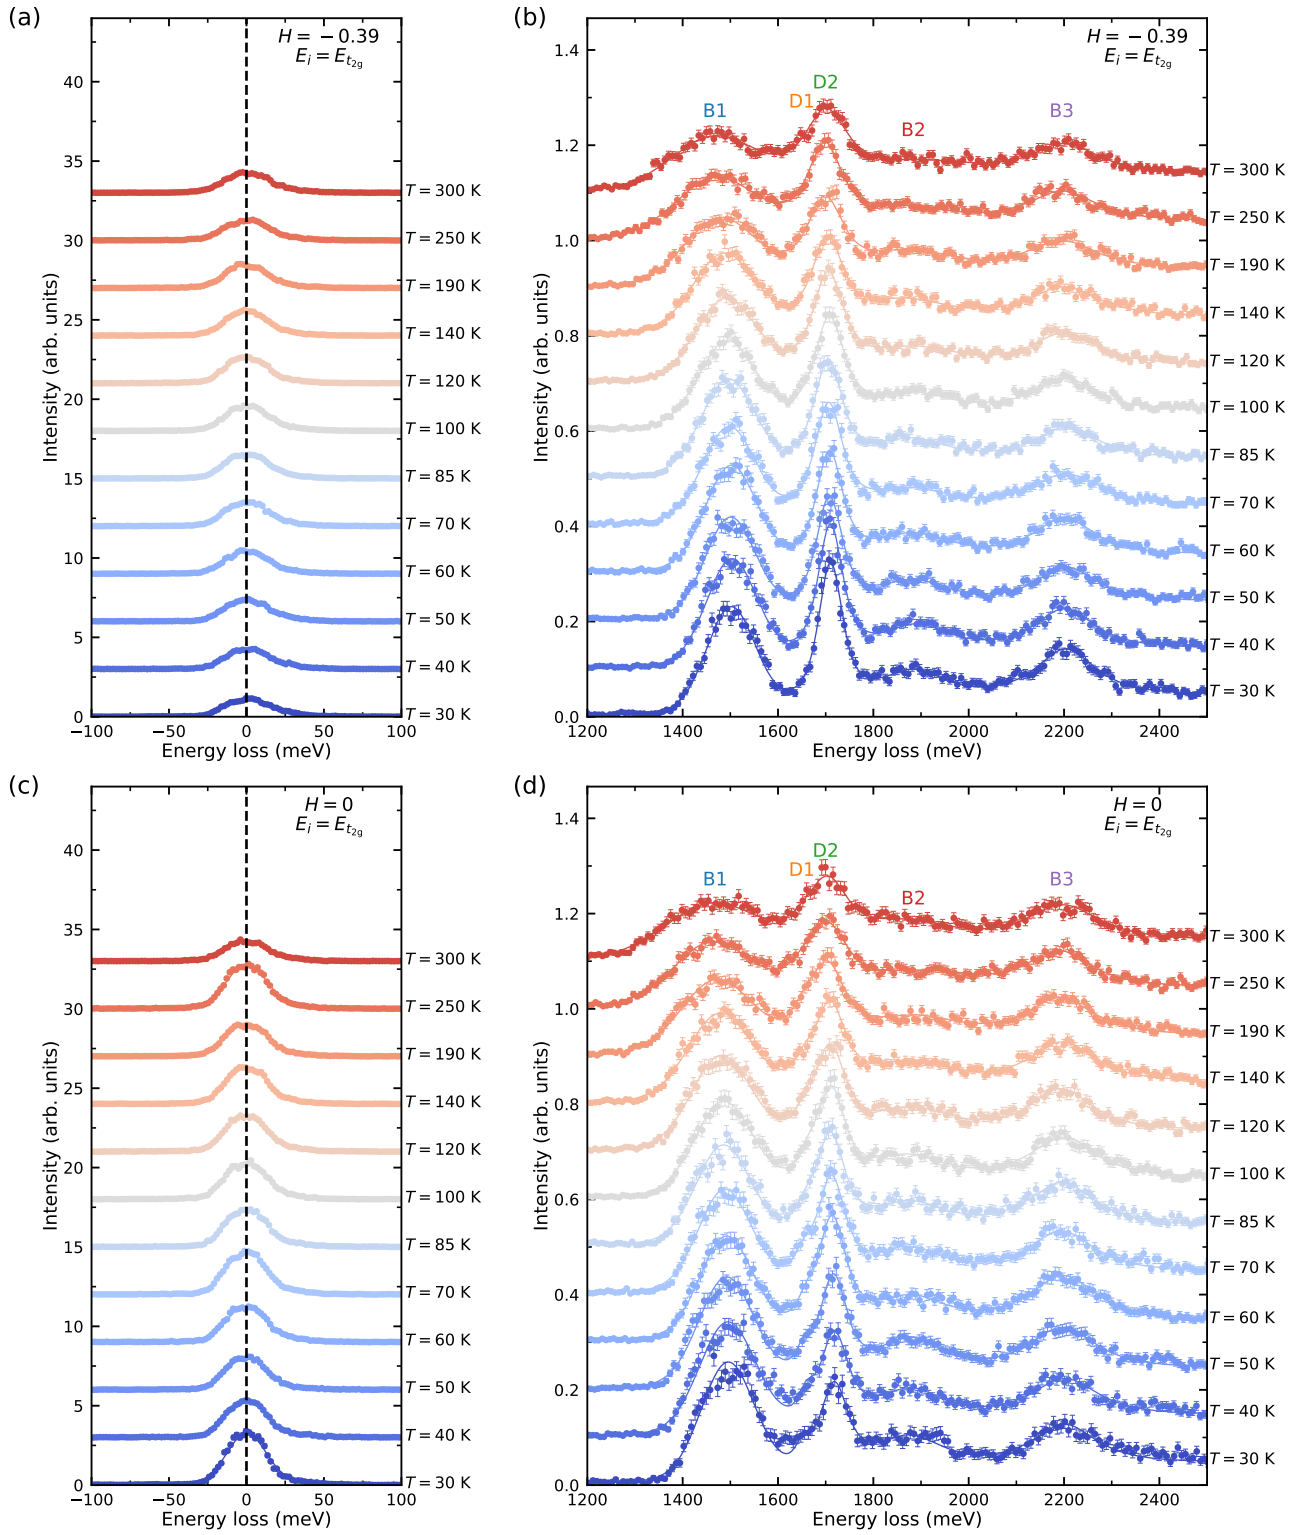 (a)
H = −0.39
E_i = E_{t_{2g}}
40
35
30
25
20
15
10
5
0
Intensity (arb. units)
T = 300 K
T = 250 K
T = 190 K
T = 140 K
T = 120 K
T = 100 K
T = 85 K
T = 70 K
T = 60 K
T = 50 K
T = 40 K
T = 30 K
−100 −50 0 50 100
Energy loss (meV)
(b)
H = −0.39
E_i = E_{t_{2g}}
D2
D1
B1
B3
B2
1.4
1.2
1.0
0.8
0.6
0.4
0.2
0.0
Intensity (arb. units)
T = 300 K
T = 250 K
T = 190 K
T = 140 K
T = 120 K
T = 100 K
T = 85 K
T = 70 K
T = 60 K
T = 50 K
T = 40 K
T = 30 K
1200 1400 1600 1800 2000 2200 2400
Energy loss (meV)
(c)
H = 0
E_i = E_{t_{2g}}
40
35
30
25
20
15
10
5
0
Intensity (arb. units)
T = 300 K
T = 250 K
T = 190 K
T = 140 K
T = 120 K
T = 100 K
T = 85 K
T = 70 K
T = 60 K
T = 50 K
T = 40 K
T = 30 K
−100 −50 0 50 100
Energy loss (meV)
(d)
H = 0
E_i = E_{t_{2g}}
D2
D1
B1
B3
B2
1.4
1.2
1.0
0.8
0.6
0.4
0.2
0.0
Intensity (arb. units)
T = 300 K
T = 250 K
T = 190 K
T = 140 K
T = 120 K
T = 100 K
T = 85 K
T = 70 K
T = 60 K
T = 50 K
T = 40 K
T = 30 K
1200 1400 1600 1800 2000 2200 2400
Energy loss (meV)